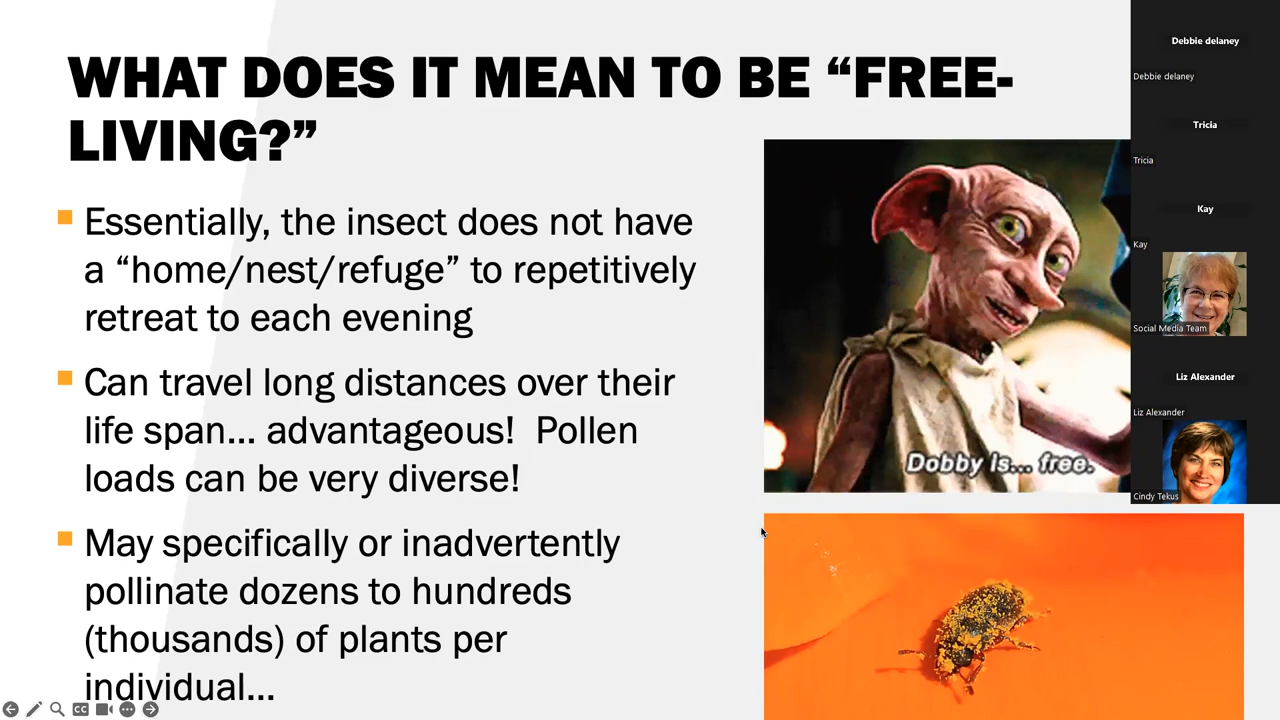 WHAT DOES IT MEAN TO BE “FREE-
LIVING?”
Essentially, the insect does not have
a “home/nest/refuge” to repetitively
retreat to each evening
Can travel long distances over their
life span... advantageous!  Pollen
loads can be very diverse!
May specifically or inadvertently
pollinate dozens to hundreds
(thousands) of plants per
individual...
Dobby is... free.
CC
Debbie delaney
Debbie delaney
Tricia
Tricia
Kay
Kay
Social Media Team
Liz Alexander
Liz Alexander
Cindy Tekus